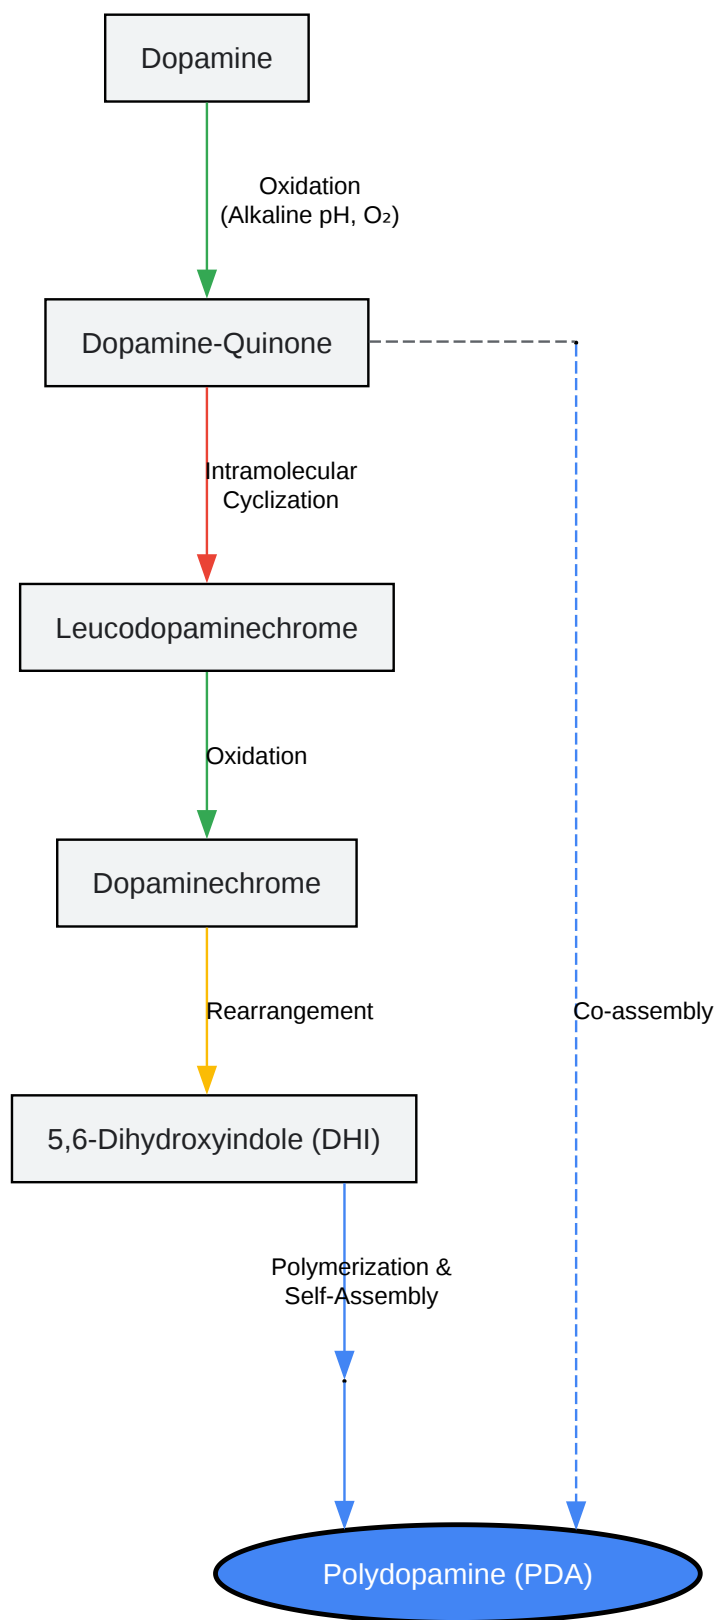 Dopamine
Oxidation
(Alkaline pH, O₂)
Dopamine-Quinone
Intramolecular
Cyclization
Leucodopaminechrome
Oxidation
Dopaminechrome
Rearrangement
Co-assembly
5,6-Dihydroxyindole (DHI)
Polymerization &
Self-Assembly
Polydopamine (PDA)